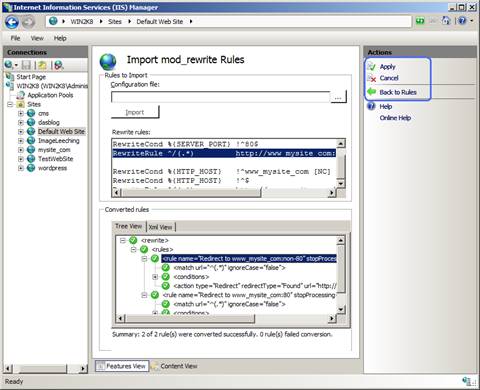 Internet Information Services (IIS) Manager
WIN2K8 ▸ Sites ▸ Default Web Site ▸
File View Help
Connections
Start Page
WIN2K8 (WIN2K8\Adminis
Application Pools
Sites
cms
dasblog
Default Web Site
ImageLeeching
mysite_com
TestWebSite
wordpress
Import mod_rewrite Rules
Rules to Import
Configuration file:
...
Import
Rewrite rules:
RewriteCond %{SERVER_PORT} !^80$
RewriteRule ^/(.*) http://www_mysite_com:
RewriteCond %{HTTP_HOST} !^www_mysite_com [NC]
RewriteCond %{HTTP_HOST} !^$
Converted rules
Tree View Xml View
<rewrite>
<rules>
<rule name="Redirect to www_mysite_com:non-80" stopProcess
<match url="^(.*)" ignoreCase="false">
<conditions>
<action type="Redirect" redirectType="Found" url="http://
<rule name="Redirect to www_mysite_com:80" stopProcessing
<match url="^(.*)" ignoreCase="false">
<conditions>
Summary: 2 of 2 rule(s) were converted successfully. 0 rule(s) failed conversion.
Features View Content View
Actions
Apply
Cancel
Back to Rules
Help
Online Help
Ready